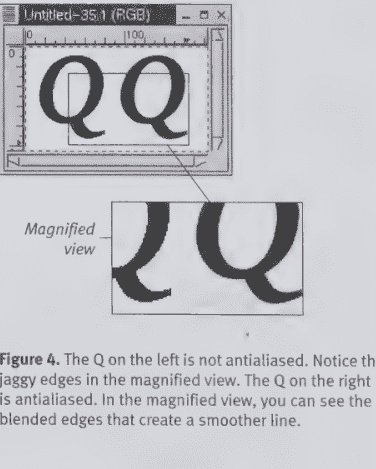 Untitled-35.1 (RGB)
0 100
0
Q Q
Magnified
view
Q Q
Figure 4. The Q on the left is not antialiased. Notice th
jaggy edges in the magnified view. The Q on the right
is antialiased. In the magnified view, you can see the
blended edges that create a smoother line.